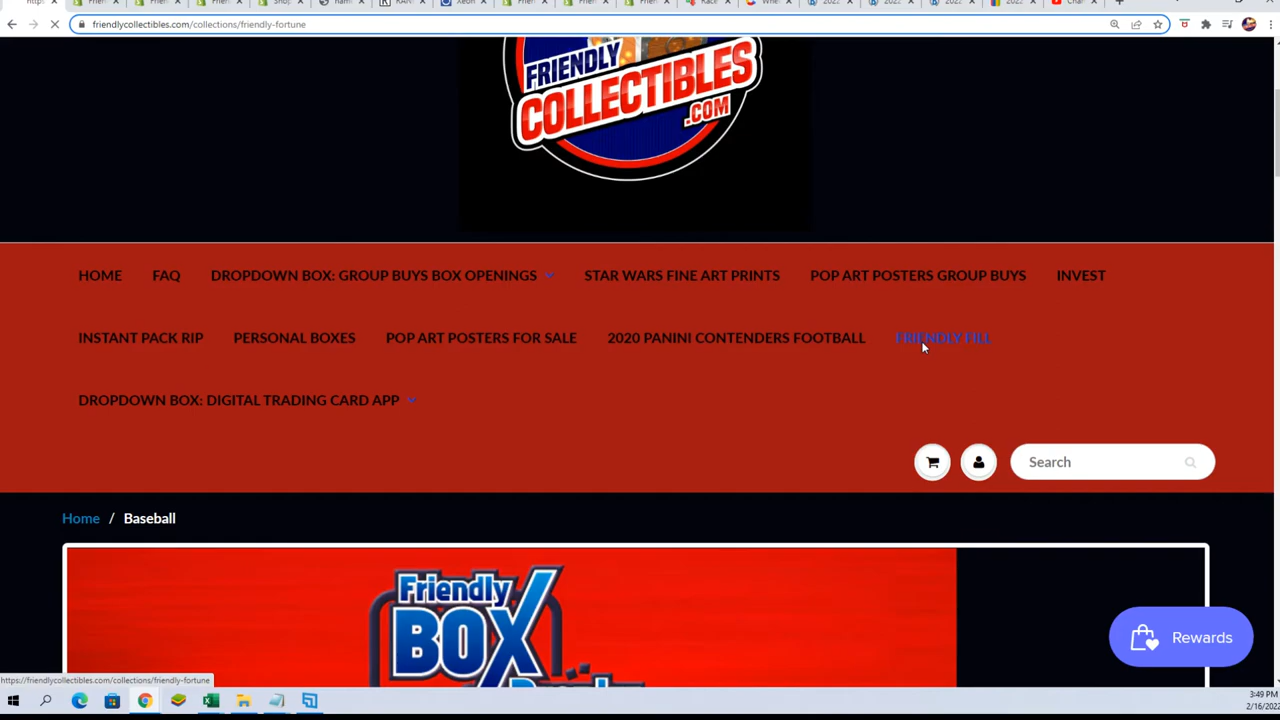 friendlycollectibles.com/collections/friendly-fortune
FRIENDLY
COLLECTIBLES
.COM
HOME FAQ DROPDOWN BOX: GROUP BUYS BOX OPENINGS STAR WARS FINE ART PRINTS POP ART POSTERS GROUP BUYS INVEST
INSTANT PACK RIP PERSONAL BOXES POP ART POSTERS FOR SALE 2020 PANINI CONTENDERS FOOTBALL FRIENDLY FILL
DROPDOWN BOX: DIGITAL TRADING CARD APP
Search
Home / Baseball
Friendly
BOX
Rewards
https://friendlycollectibles.com/collections/friendly-fortune
3:49 PM
2/16/2022